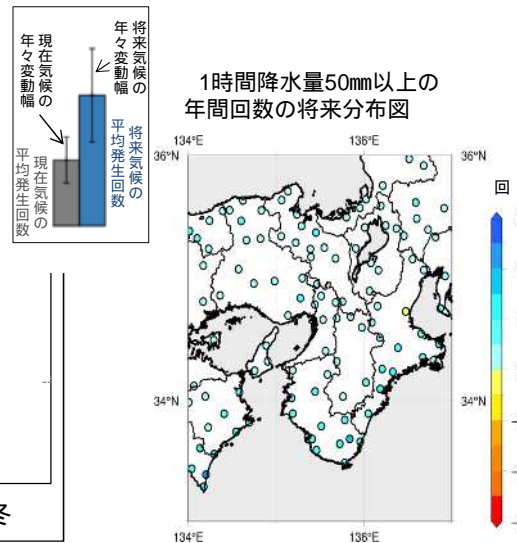 現在気候の
年々変動幅
将来気候の
年々変動幅
現在気候の
平均発生回数
将来気候の
平均発生回数
1時間降水量50mm以上の
年間回数の将来分布図
134°E
136°E
36°N
36°N
回
34°N
34°N
134°E
136°E
冬